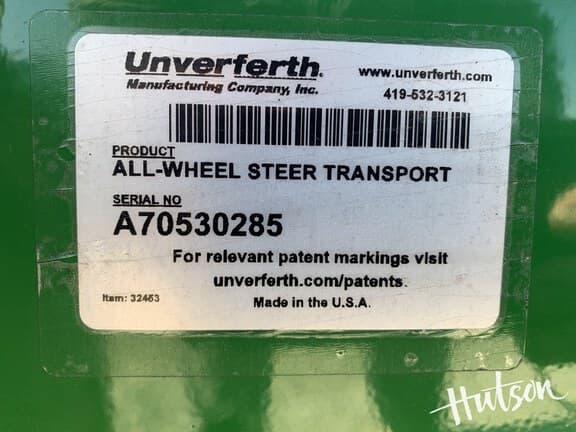 Unverferth.
Manufacturing Company, Inc.
www.unverferth.com
419-532-3121
PRODUCT
ALL-WHEEL STEER TRANSPORT
SERIAL NO
A70530285
For relevant patent markings visit
unverferth.com/patents.
Made in the U.S.A.
Item: 32453
Hutson